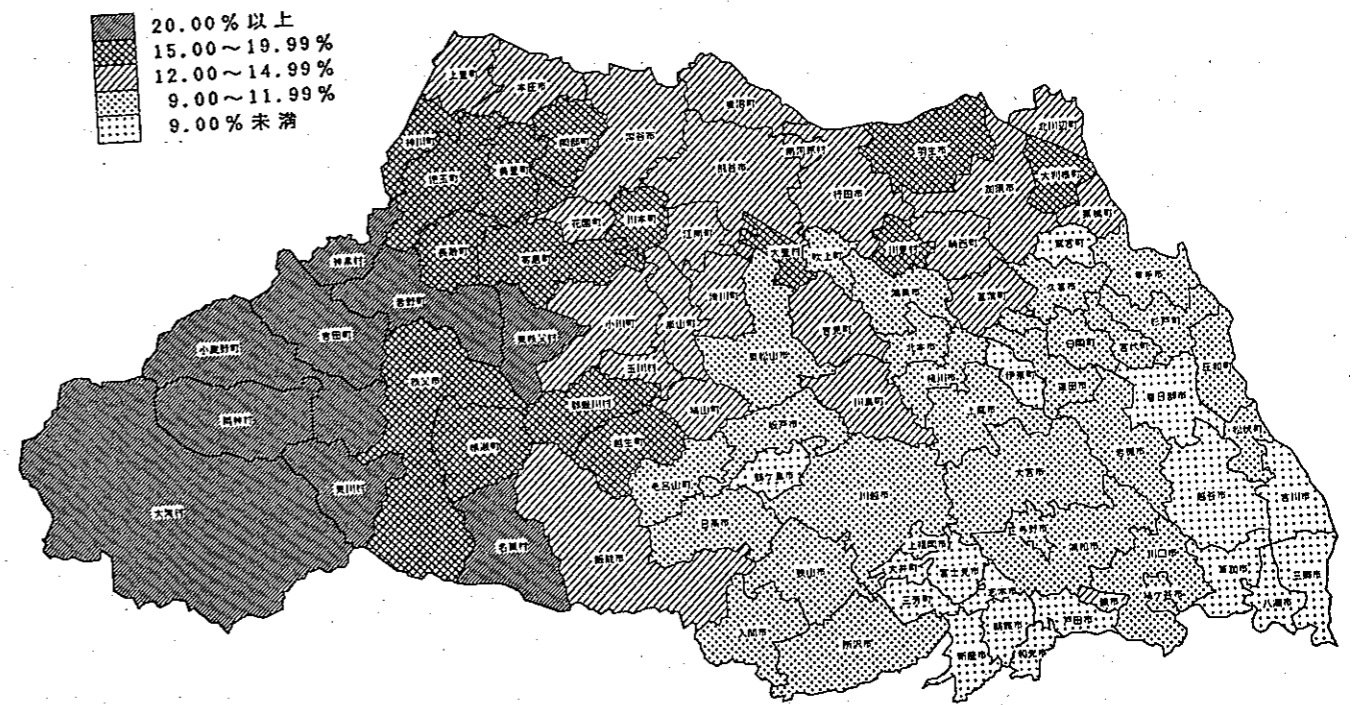 20.00%以上
15.00~19.99%
12.00~14.99%
9.00~11.99%
9.00%未満
上里町
本庄市
妻沼町
北川辺町
神川町
岡部町
深谷市
熊谷市
南河原村
羽生市
児玉町
美里町
行田市
加須市
大利根町
栗橋町
花園町
川本町
江南町
長瀞町
寄居町
大里村
吹上町
川里村
騎西町
鷲宮町
神泉村
幸手市
皆野町
滑川町
鴻巣市
菖蒲町
久喜市
吉田町
東秩父村
小川町
嵐山町
吉見町
杉戸町
小鹿野町
北本市
白岡町
宮代町
玉川村
東松山市
庄和町
秩父市
桶川市
伊奈町
蓮田市
都幾川村
鳩山町
川島町
上尾市
春日部市
両神村
坂戸市
松伏町
横瀬町
越生町
岩槻市
大宮市
鶴ケ島市
毛呂山町
川越市
越谷市
吉川市
荒川村
大滝村
日高市
与野市
浦和市
川口市
名栗村
上福岡市
飯能市
狭山市
大井町
富士見市
草加市
三郷市
三芳町
志木市
鳩ケ谷市
蕨市
八潮市
入間市
所沢市
朝霞市
戸田市
新座市
和光市